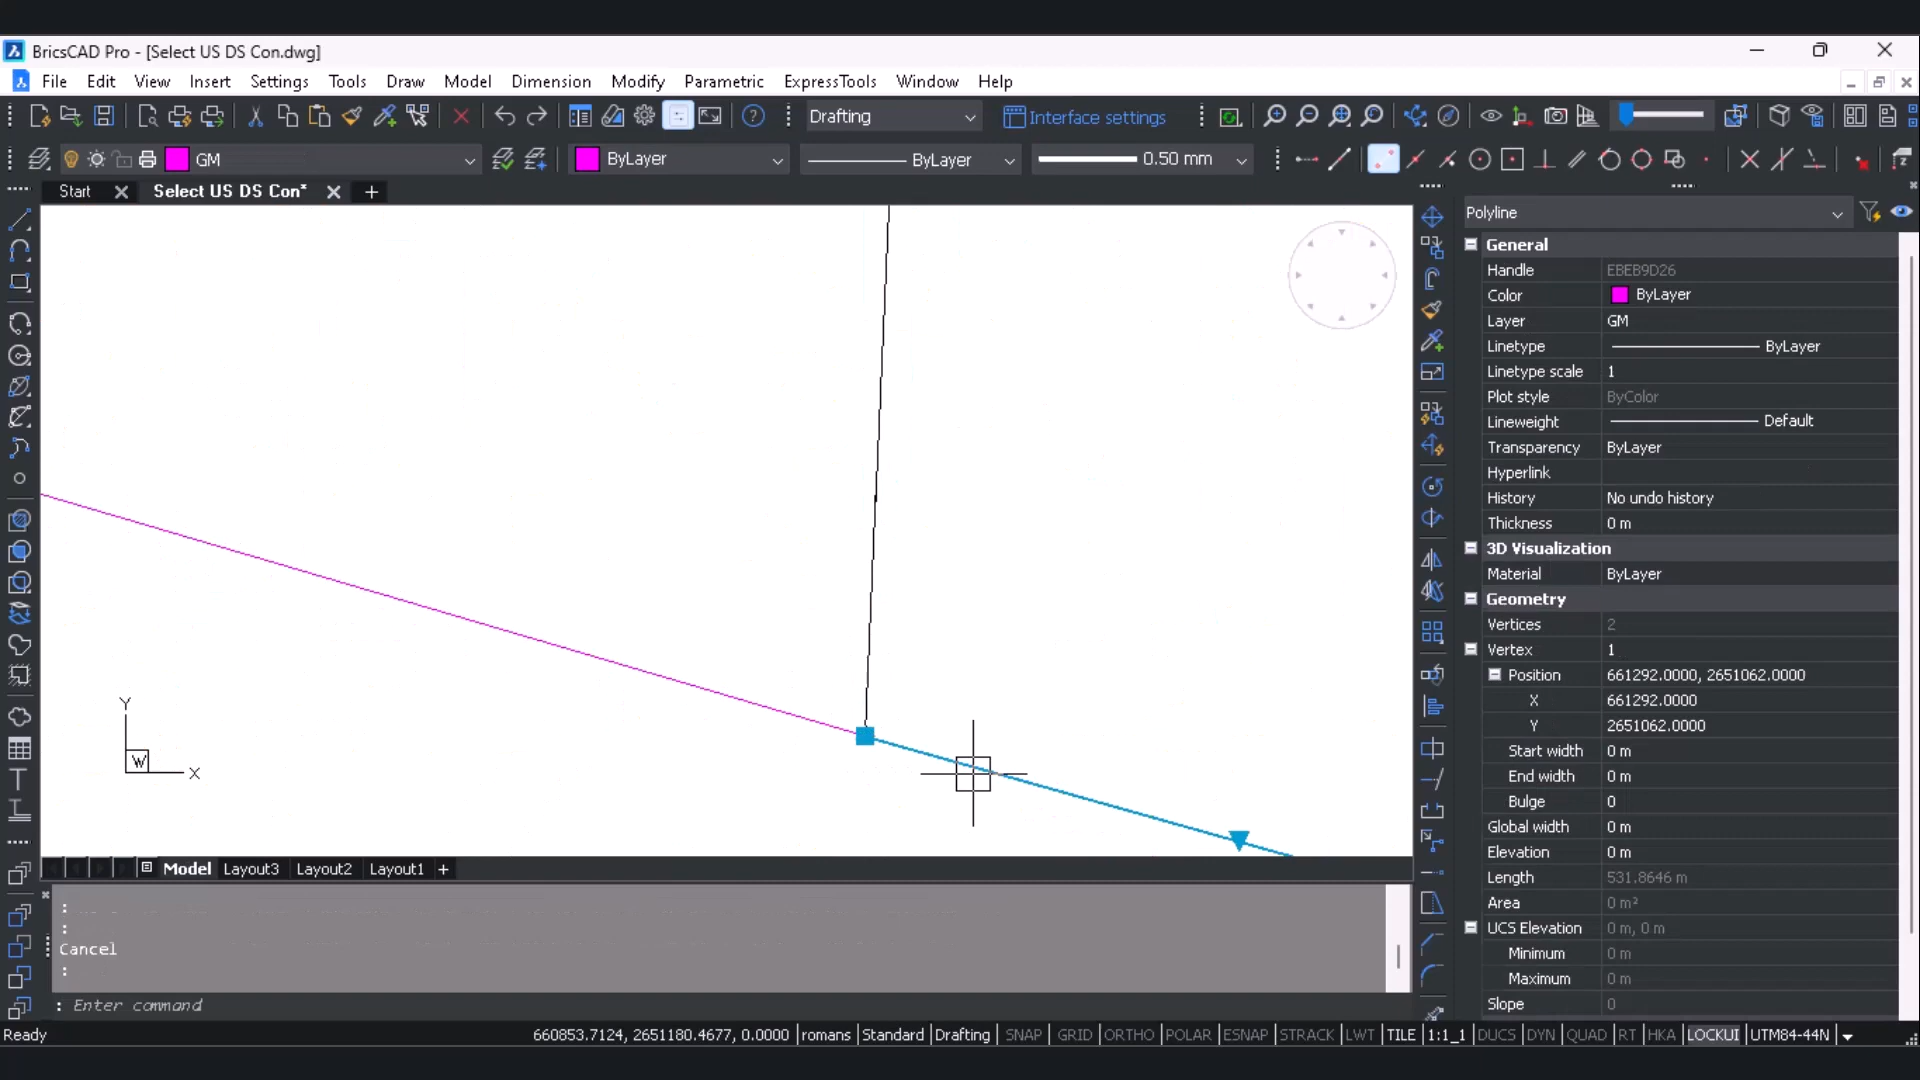 BricsCAD Pro - [Select US DS Con.dwg]
File Edit View Insert Settings Tools Draw Model Dimension Modify Parametric ExpressTools Window Help
Drafting Interface settings
GM ByLayer ByLayer 0.50 mm
Start Select US DS Con* +
Polyline
General
Handle EBEB9D26
Color ByLayer
Layer GM
Linetype ByLayer
Linetype scale 1
Plot style ByColor
Lineweight Default
Transparency ByLayer
Hyperlink
History No undo history
Thickness 0 m
3D Visualization
Material ByLayer
Geometry
Vertices 2
Vertex 1
Position 661292.0000, 2651062.0000
X 661292.0000
Y 2651062.0000
Start width 0 m
End width 0 m
Bulge 0
Global width 0 m
Elevation 0 m
Length 531.8646 m
Area 0 m²
UCS Elevation 0 m, 0 m
Minimum 0 m
Maximum 0 m
Slope 0
Y
W X
Model Layout3 Layout2 Layout1 +
:
:
Cancel
:
: Enter command
Ready 660853.7124, 2651180.4677, 0.0000 romans Standard Drafting SNAP GRID ORTHO POLAR ESNAP STRACK LWT TILE 1:1_1 DUCS DYN QUAD RT HKA LOCKUI UTM84-44N